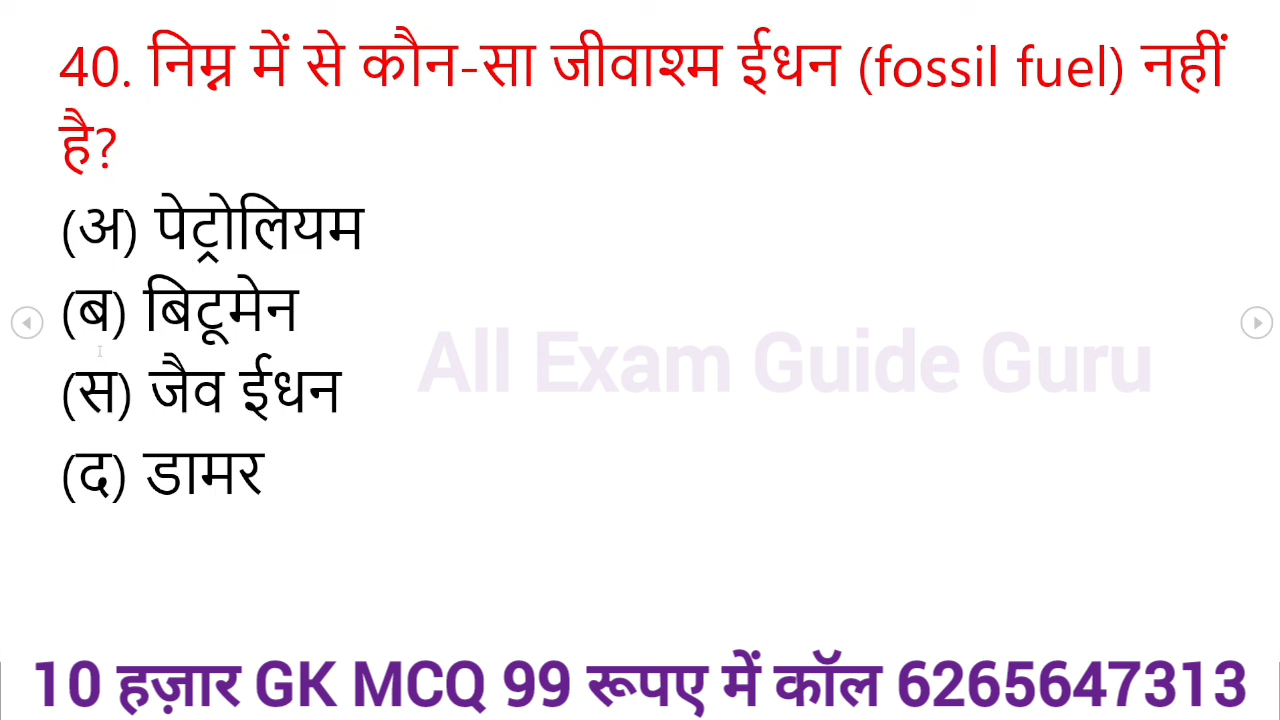 40. निम्न में से कौन-सा जीवाश्म ईधन (fossil fuel) नहीं
है?
(अ) पेट्रोलियम
(ब) बिटूमेन
(स) जैव ईधन
(द) डामर
All Exam Guide Guru
10 हज़ार GK MCQ 99 रूपए में कॉल 6265647313